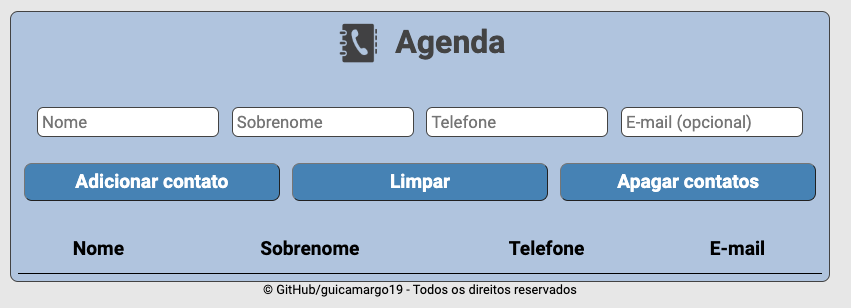 Agenda
Nome Sobrenome Telefone E-mail (opcional)
Adicionar contato Limpar Apagar contatos
Nome Sobrenome Telefone E-mail
© GitHub/guicamargo19 - Todos os direitos reservados